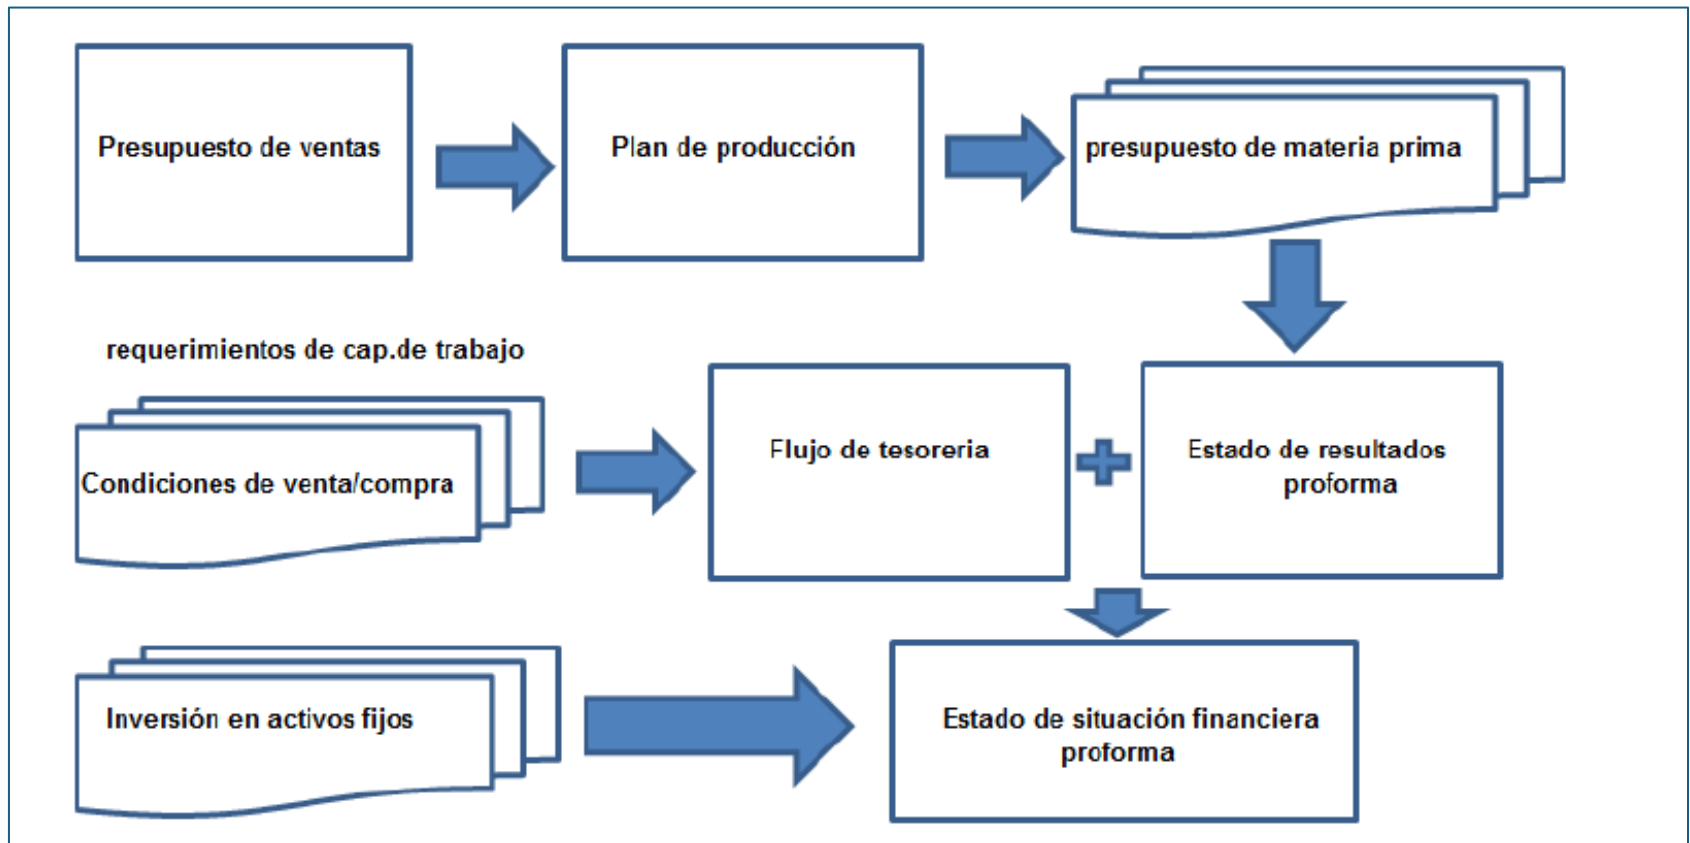 Presupuesto de ventas
Plan de producción
presupuesto de materia prima
requerimientos de cap.de trabajo
Condiciones de venta/compra
Flujo de tesoreria
Estado de resultados
proforma
Inversión en activos fijos
Estado de situación financiera
proforma